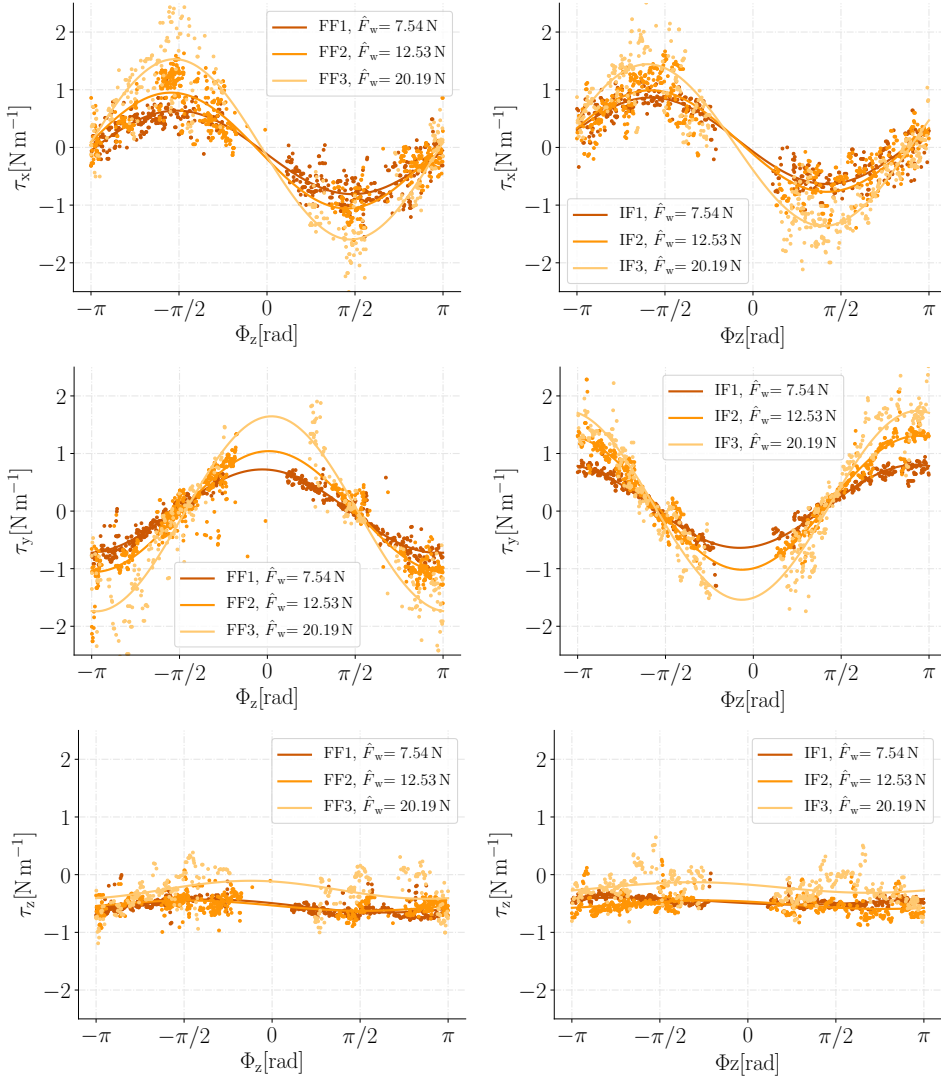 2
1
0
−1
−2
τx[N m−1]
−π
−π/2
0
π/2
π
Φz[rad]
FF1, F̂w= 7.54 N
FF2, F̂w= 12.53 N
FF3, F̂w= 20.19 N
2
1
0
−1
−2
τx[N m−1]
−π
−π/2
0
π/2
π
Φz[rad]
IF1, F̂w= 7.54 N
IF2, F̂w= 12.53 N
IF3, F̂w= 20.19 N
2
1
0
−1
−2
τy[N m−1]
−π
−π/2
0
π/2
π
Φz[rad]
FF1, F̂w= 7.54 N
FF2, F̂w= 12.53 N
FF3, F̂w= 20.19 N
2
1
0
−1
−2
τy[N m−1]
−π
−π/2
0
π/2
π
Φz[rad]
IF1, F̂w= 7.54 N
IF2, F̂w= 12.53 N
IF3, F̂w= 20.19 N
2
1
0
−1
−2
τz[N m−1]
−π
−π/2
0
π/2
π
Φz[rad]
FF1, F̂w= 7.54 N
FF2, F̂w= 12.53 N
FF3, F̂w= 20.19 N
2
1
0
−1
−2
τz[N m−1]
−π
−π/2
0
π/2
π
Φz[rad]
IF1, F̂w= 7.54 N
IF2, F̂w= 12.53 N
IF3, F̂w= 20.19 N